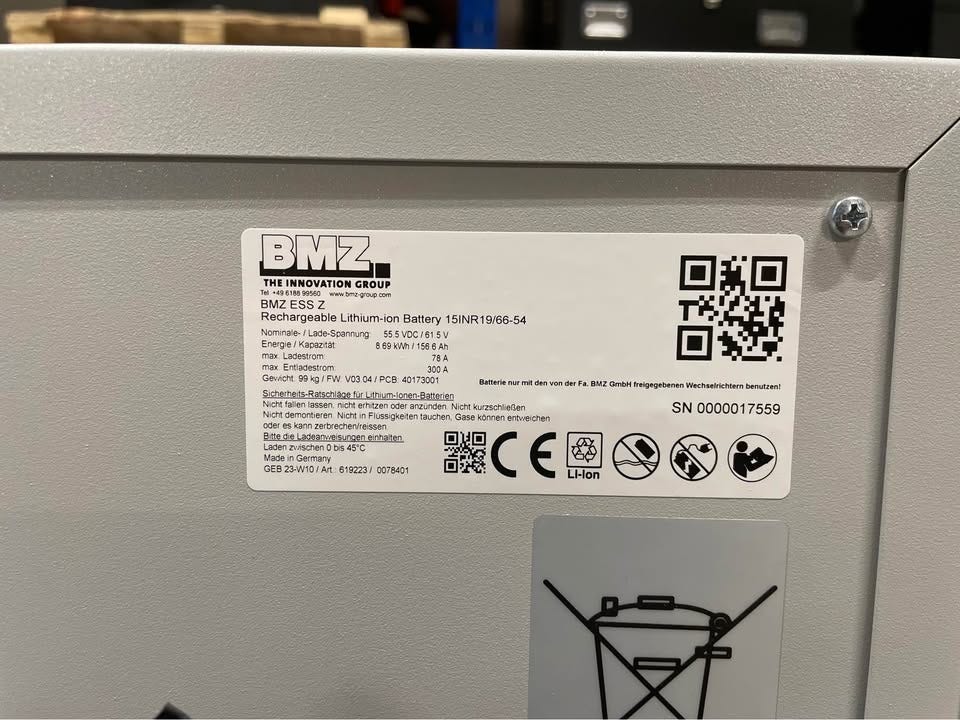 BMZ
THE INNOVATION GROUP
Tel +49 6188 99560 www.bmz-group.com
BMZ ESS Z
Rechargeable Lithium-ion Battery 15INR19/66-54
Nominale- / Lade-Spannung: 55.5 VDC / 61.5 V
Energie / Kapazität: 8.69 kWh / 156.6 Ah
max. Ladestrom: 78 A
max. Entladestrom: 300 A
Gewicht: 99 kg / FW: V03.04 / PCB: 40173001
Batterie nur mit den von der Fa. BMZ GmbH freigegebenen Wechselrichtern benutzen!
SN 0000017559
Sicherheits-Ratschläge für Lithium-Ionen-Batterien
Nicht fallen lassen, nicht erhitzen oder anzünden. Nicht kurzschließen
Nicht demontieren. Nicht in Flüssigkeiten tauchen, Gase können entweichen
oder es kann zerbrechen/reissen.
Bitte die Ladeanweisungen einhalten.
Laden zwischen 0 bis 45°C
Made in Germany
GEB 23-W10 / Art.: 619223 / 0078401
CE
Li-Ion